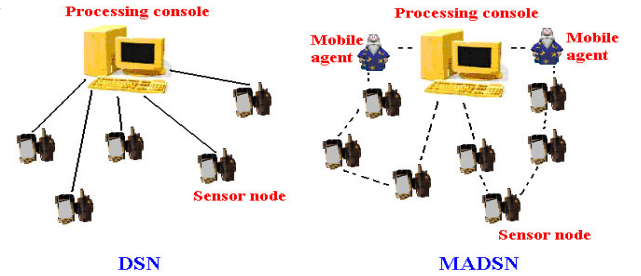 Processing console
Sensor node
DSN
Processing console
Mobile
agent
Mobile
agent
Sensor node
MADSN